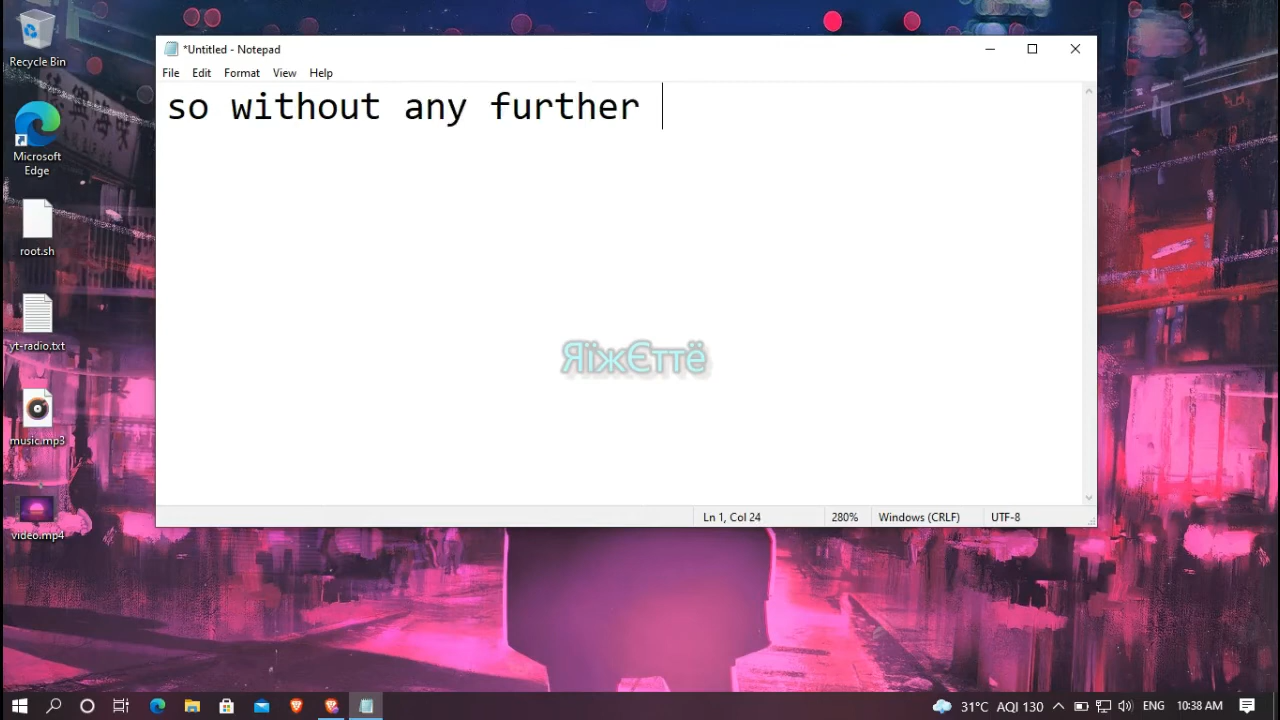 Recycle Bin
Microsoft
Edge
root.sh
yt-radio.txt
music.mp3
video.mp4
*Untitled - Notepad
File Edit Format View Help
so without any further
ЯїжЄттё
Ln 1, Col 24 280% Windows (CRLF) UTF-8
31°C AQI 130 ENG 10:38 AM